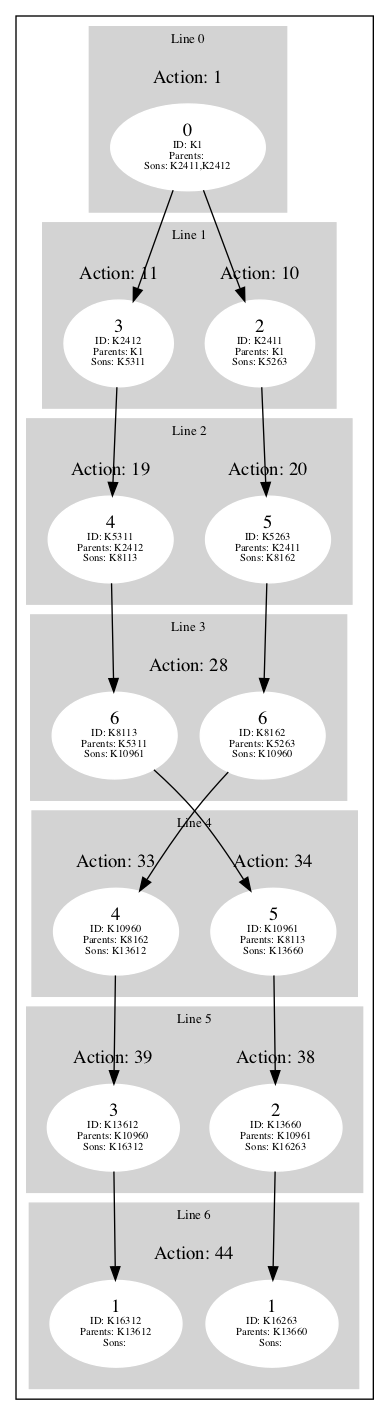 Line 0
Action: 1
0
ID: K1
Parents:
Sons: K2411,K2412
Line 1
Action: 11
Action: 10
3
ID: K2412
Parents: K1
Sons: K5311
2
ID: K2411
Parents: K1
Sons: K5263
Line 2
Action: 19
Action: 20
4
ID: K5311
Parents: K2412
Sons: K8113
5
ID: K5263
Parents: K2411
Sons: K8162
Line 3
Action: 28
6
ID: K8113
Parents: K5311
Sons: K10961
6
ID: K8162
Parents: K5263
Sons: K10960
Line 4
Action: 33
Action: 34
4
ID: K10960
Parents: K8162
Sons: K13612
5
ID: K10961
Parents: K8113
Sons: K13660
Line 5
Action: 39
Action: 38
3
ID: K13612
Parents: K10960
Sons: K16312
2
ID: K13660
Parents: K10961
Sons: K16263
Line 6
Action: 44
1
ID: K16312
Parents: K13612
Sons:
1
ID: K16263
Parents: K13660
Sons: